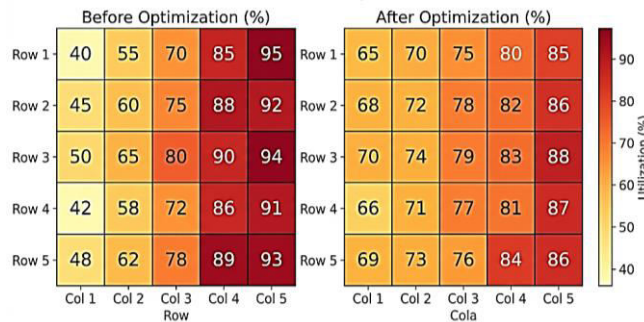 Before Optimization (%)
After Optimization (%)
Row 1 40 55 70 85 95
Row 2 45 60 75 88 92
Row 3 50 65 80 90 94
Row 4 42 58 72 86 91
Row 5 48 62 78 89 93
Col 1 Col 2 Col 3 Col 4 Col 5
Row
Row 1 65 70 75 80 85
Row 2 68 72 78 82 86
Row 3 70 74 79 83 88
Row 4 66 71 77 81 87
Row 5 69 73 76 84 86
Col 1 Col 2 Col 3 Col 4 Col 5
Cola
90
80
70
60
50
40
Utilization (%)